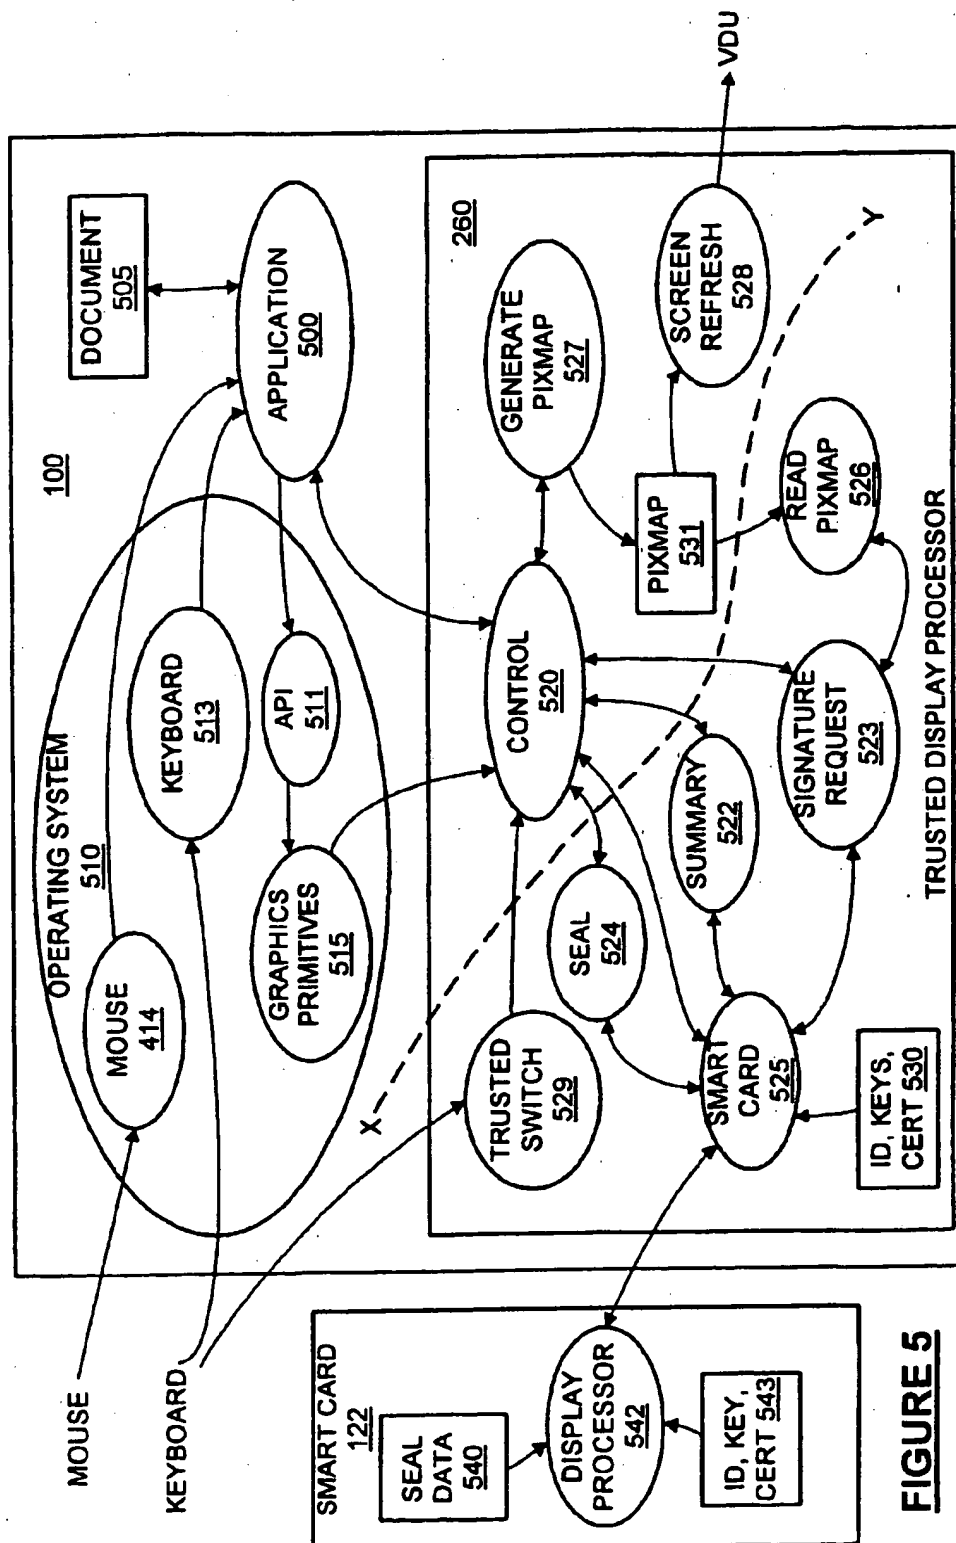 MOUSE
KEYBOARD
OPERATING SYSTEM
510
MOUSE
414
KEYBOARD
513
GRAPHICS
PRIMITIVES
515
API
511
100
DOCUMENT
505
APPLICATION
500
X
260
TRUSTED
SWITCH
529
CONTROL
520
GENERATE
PIXMAP
527
SEAL
524
PIXMAP
531
SCREEN
REFRESH
528
VDU
SUMMARY
522
SMART
CARD
525
SIGNATURE
REQUEST
523
READ
PIXMAP
526
Y
ID, KEYS,
CERT 530
TRUSTED DISPLAY PROCESSOR
SMART CARD
122
SEAL
DATA
540
DISPLAY
PROCESSOR
542
ID, KEY,
CERT 543
FIGURE 5